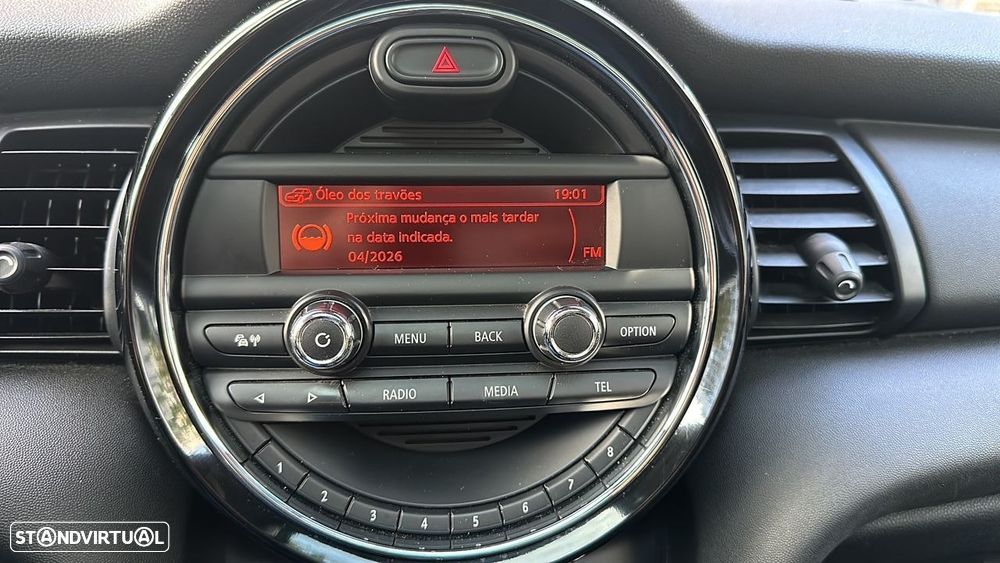 Óleo dos travões 19:01
Próxima mudança o mais tardar
na data indicada.
04/2026
FM
MENU BACK OPTION
RADIO MEDIA TEL
1 2 3 4 5 6 7 8
STANDVIRTUAL